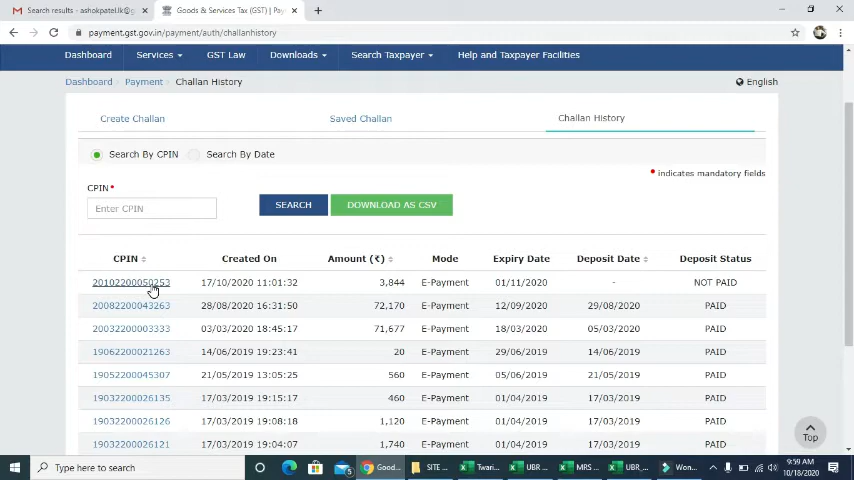 Search results - ashokpatel.lk@g
Goods & Services Tax (GST) | Pay
payment.gst.gov.in/payment/auth/challanhistory
Dashboard Services GST Law Downloads Search Taxpayer Help and Taxpayer Facilities
Dashboard Payment Challan History English
Create Challan Saved Challan Challan History
Search By CPIN Search By Date
• indicates mandatory fields
CPIN•
Enter CPIN SEARCH DOWNLOAD AS CSV
CPIN Created On Amount (₹) Mode Expiry Date Deposit Date Deposit Status
20102200050253 17/10/2020 11:01:32 3,844 E-Payment 01/11/2020 - NOT PAID
20082200043263 28/08/2020 16:31:50 72,170 E-Payment 12/09/2020 29/08/2020 PAID
20032200003333 03/03/2020 18:45:17 71,677 E-Payment 18/03/2020 05/03/2020 PAID
19062200021263 14/06/2019 19:23:41 20 E-Payment 29/06/2019 14/06/2019 PAID
19052200045307 21/05/2019 13:05:25 560 E-Payment 05/06/2019 21/05/2019 PAID
19032200026135 17/03/2019 19:15:17 460 E-Payment 01/04/2019 17/03/2019 PAID
19032200026126 17/03/2019 19:08:18 1,120 E-Payment 01/04/2019 17/03/2019 PAID
19032200026121 17/03/2019 19:04:07 1,740 E-Payment 01/04/2019 17/03/2019 PAID
Top
Type here to search 5 Good... SITE ... Twari... UBR ... MRS ... UBR_... Won... 9:59 AM
10/18/2020